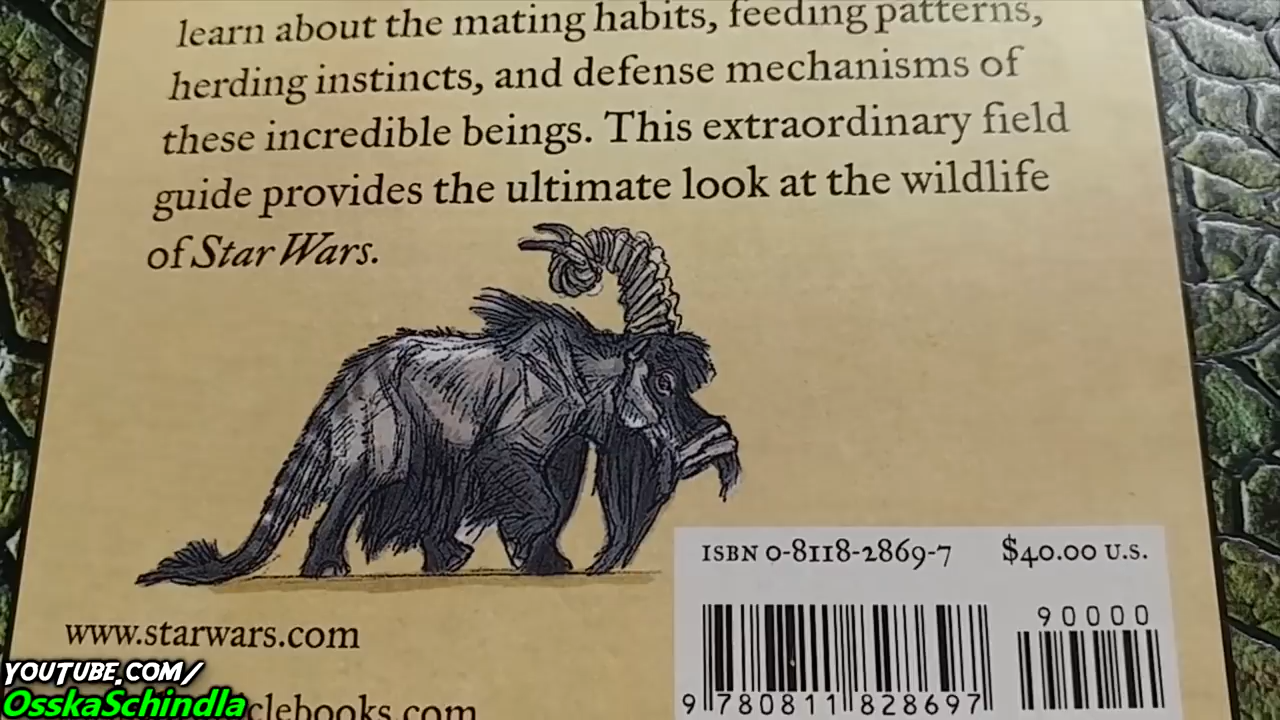 learn about the mating habits, feeding patterns,
herding instincts, and defense mechanisms of
these incredible beings. This extraordinary field
guide provides the ultimate look at the wildlife
of Star Wars.
ISBN 0-8118-2869-7 $40.00 U.S.
90000
9 780811 828697
www.starwars.com
YOUTUBE.COM/
OsskaSchindla
clebooks.com